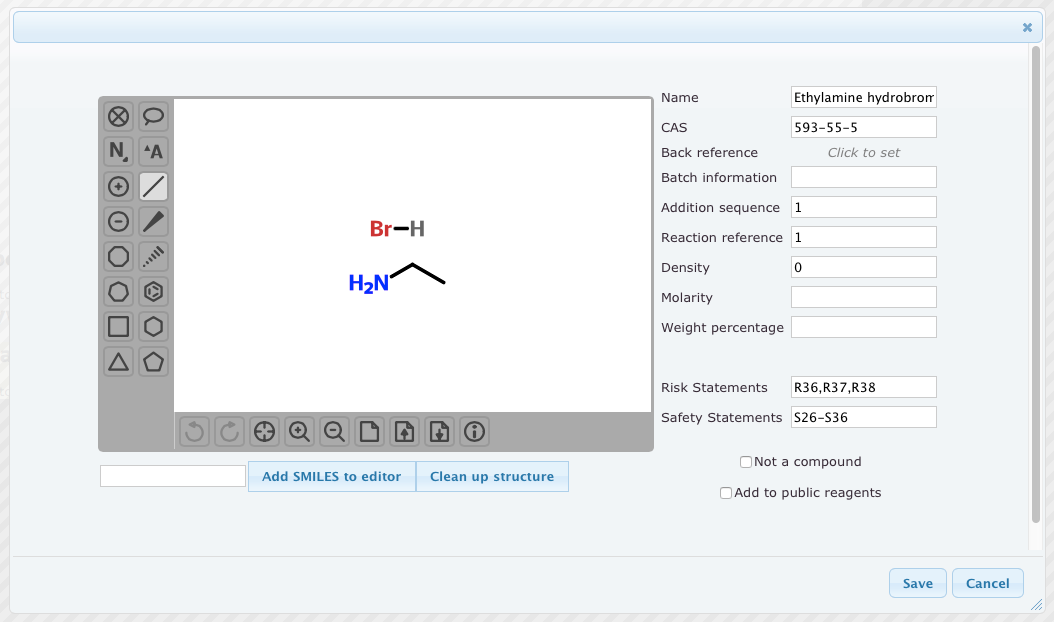 Name Ethylamine hydrobrom
CAS 593-55-5
Back reference Click to set
Batch information
Addition sequence 1
Reaction reference 1
Density 0
Molarity
Weight percentage
Risk Statements R36,R37,R38
Safety Statements S26-S36
Not a compound
Add to public reagents
N
A
Br H
H2N
Add SMILES to editor Clean up structure
Save Cancel